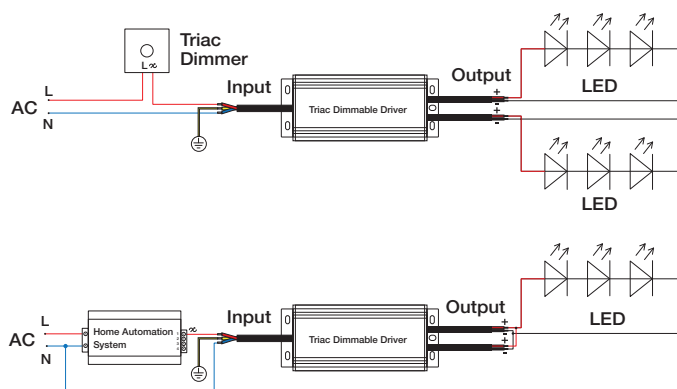 Triac
Dimmer
L
Input
Output
L
AC
N
Triac Dimmable Driver
+
-
+
-
LED
LED
Input
Output
L
AC
N
Home Automation
System
Triac Dimmable Driver
+
-
+
-
LED